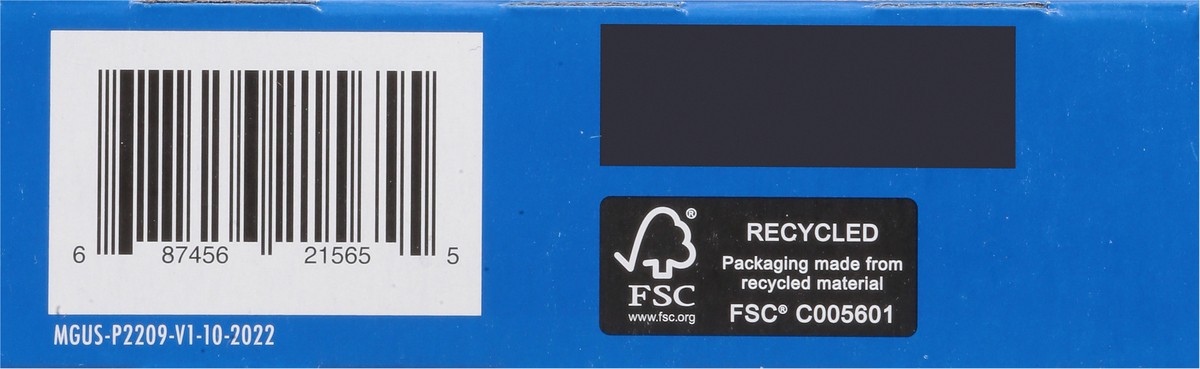 6 87456 21565 5
MGUS-P2209-V1-10-2022
®
FSC
www.fsc.org
RECYCLED
Packaging made from
recycled material
FSC® C005601